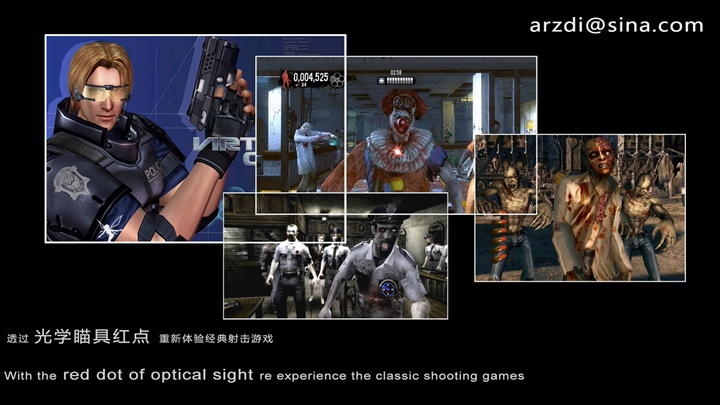 arzdi@sina.com
0,004,525
x4
02:59
VIRT
C
POLIC
透过 光学瞄具红点 重新体验经典射击游戏
With the red dot of optical sight re experience the classic shooting games